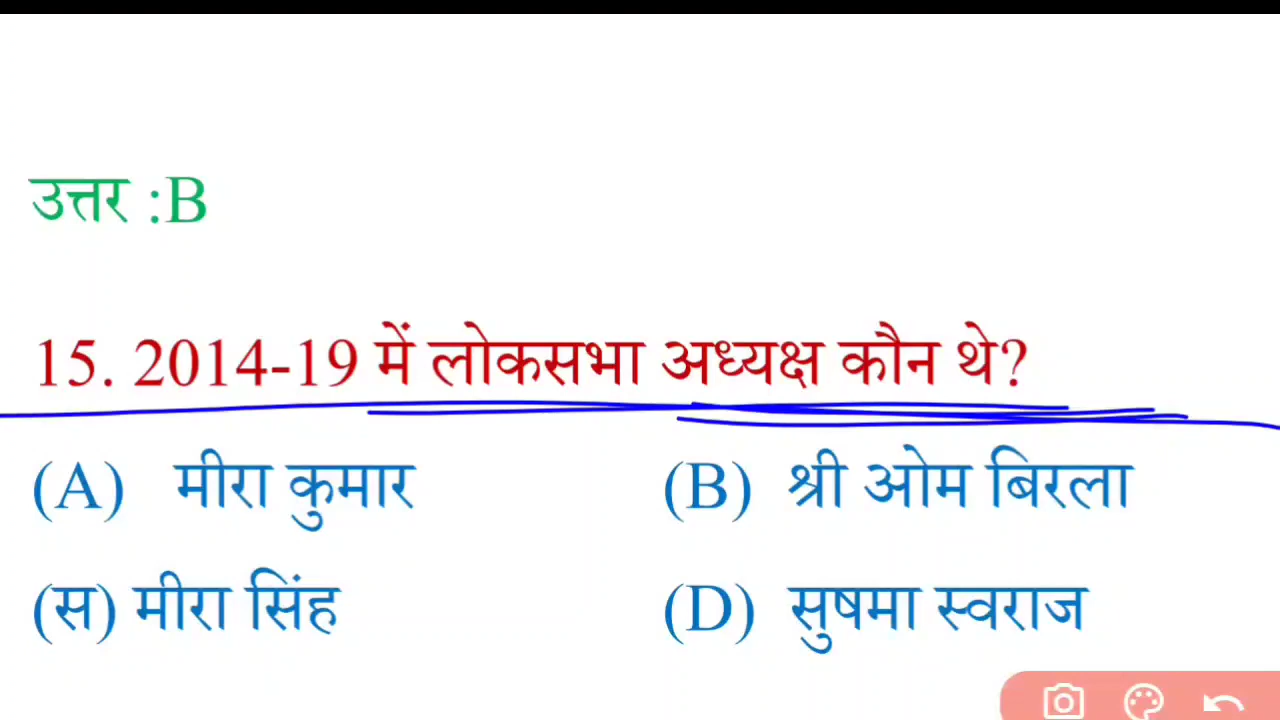 उत्तर :B
15. 2014-19 में लोकसभा अध्यक्ष कौन थे?
(A) मीरा कुमार (B) श्री ओम बिरला
(स) मीरा सिंह (D) सुषमा स्वराज